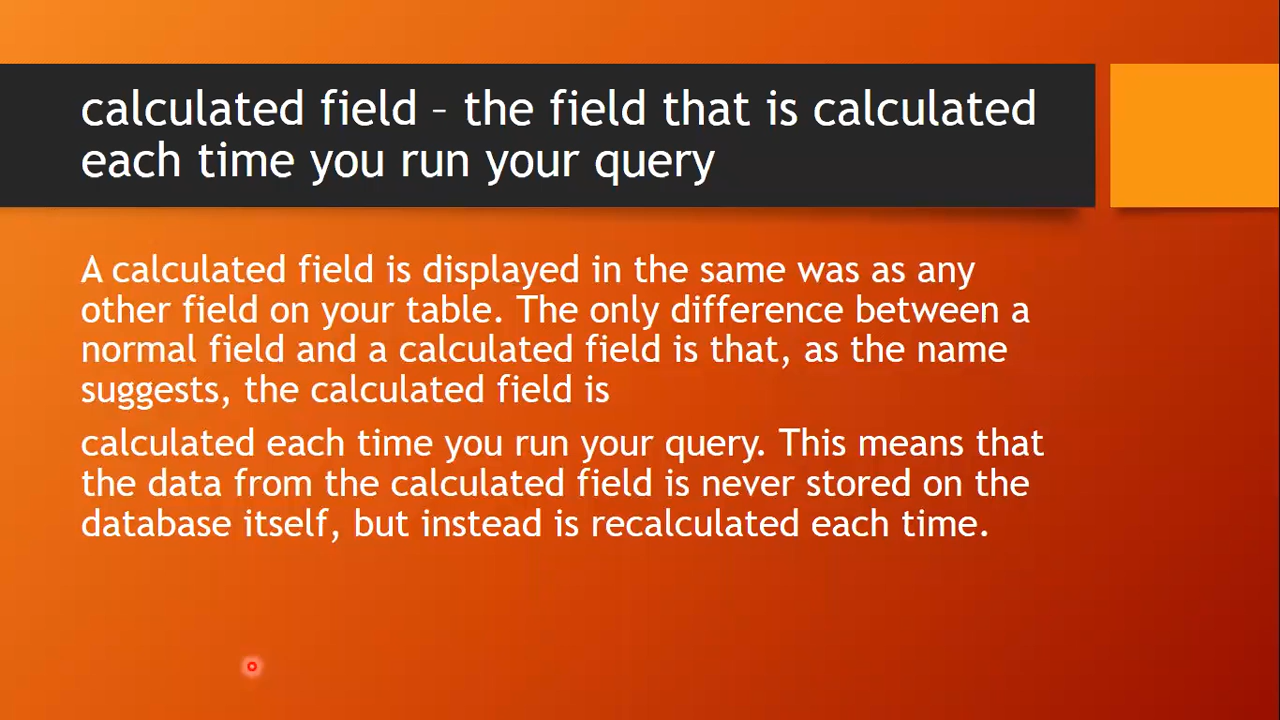 calculated field – the field that is calculated
each time you run your query
A calculated field is displayed in the same was as any
other field on your table. The only difference between a
normal field and a calculated field is that, as the name
suggests, the calculated field is
calculated each time you run your query. This means that
the data from the calculated field is never stored on the
database itself, but instead is recalculated each time.